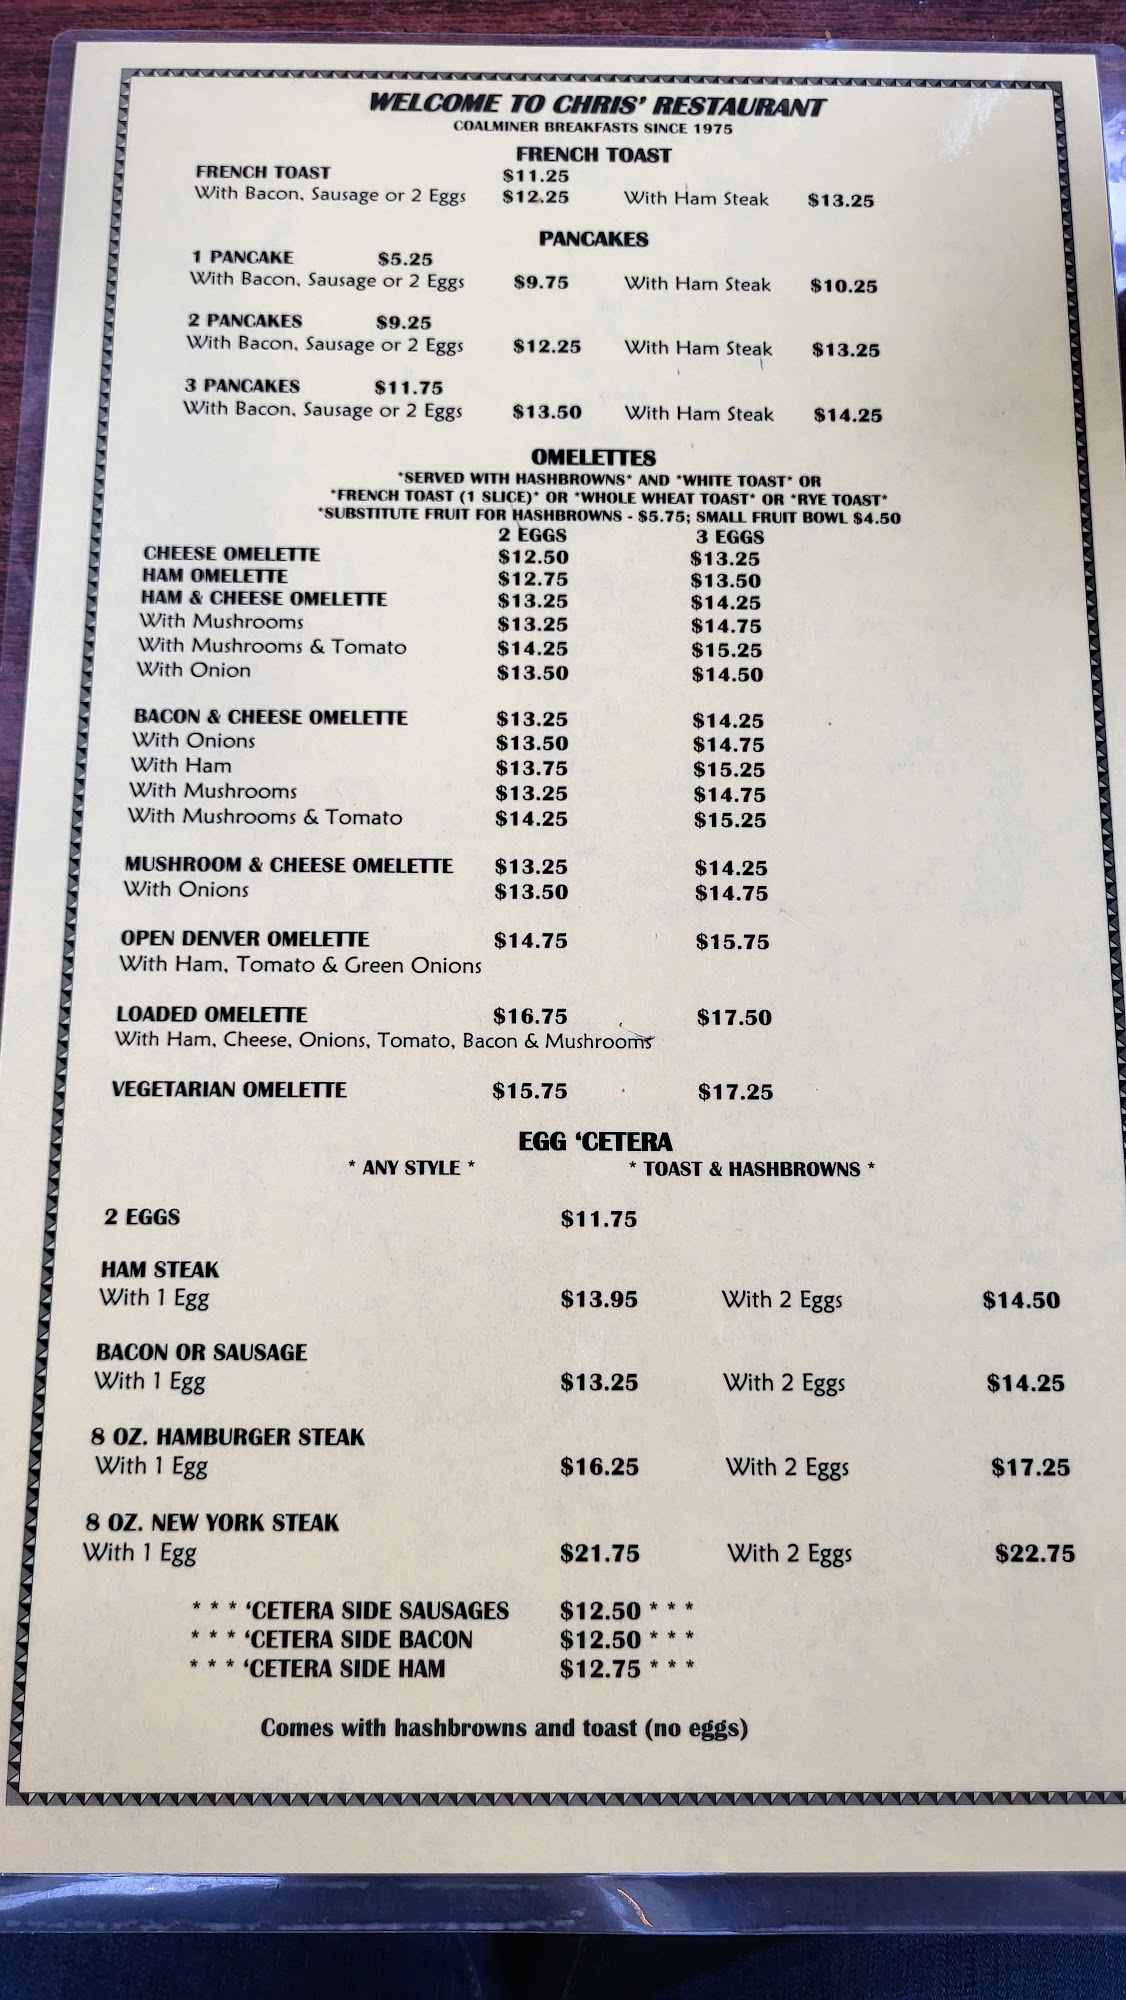 WELCOME TO CHRIS' RESTAURANT
COALMINER BREAKFASTS SINCE 1975
FRENCH TOAST
FRENCH TOAST $11.25
With Bacon, Sausage or 2 Eggs $12.25 With Ham Steak $13.25
PANCAKES
1 PANCAKE $5.25
With Bacon, Sausage or 2 Eggs $9.75 With Ham Steak $10.25
2 PANCAKES $9.25
With Bacon, Sausage or 2 Eggs $12.25 With Ham Steak $13.25
3 PANCAKES $11.75
With Bacon, Sausage or 2 Eggs $13.50 With Ham Steak $14.25
OMELETTES
*SERVED WITH HASHBROWNS* AND *WHITE TOAST* OR
*FRENCH TOAST (1 SLICE)* OR *WHOLE WHEAT TOAST* OR *RYE TOAST*
*SUBSTITUTE FRUIT FOR HASHBROWNS - $5.75; SMALL FRUIT BOWL $4.50
2 EGGS 3 EGGS
CHEESE OMELETTE $12.50 $13.25
HAM OMELETTE $12.75 $13.50
HAM & CHEESE OMELETTE $13.25 $14.25
With Mushrooms $13.25 $14.75
With Mushrooms & Tomato $14.25 $15.25
With Onion $13.50 $14.50
BACON & CHEESE OMELETTE $13.25 $14.25
With Onions $13.50 $14.75
With Ham $13.75 $15.25
With Mushrooms $13.25 $14.75
With Mushrooms & Tomato $14.25 $15.25
MUSHROOM & CHEESE OMELETTE $13.25 $14.25
With Onions $13.50 $14.75
OPEN DENVER OMELETTE $14.75 $15.75
With Ham, Tomato & Green Onions
LOADED OMELETTE $16.75 $17.50
With Ham, Cheese, Onions, Tomato, Bacon & Mushrooms
VEGETARIAN OMELETTE $15.75 $17.25
EGG 'CETERA
* ANY STYLE * * TOAST & HASHBROWNS *
2 EGGS $11.75
HAM STEAK
With 1 Egg $13.95 With 2 Eggs $14.50
BACON OR SAUSAGE
With 1 Egg $13.25 With 2 Eggs $14.25
8 OZ. HAMBURGER STEAK
With 1 Egg $16.25 With 2 Eggs $17.25
8 OZ. NEW YORK STEAK
With 1 Egg $21.75 With 2 Eggs $22.75
* * * 'CETERA SIDE SAUSAGES $12.50 * * *
* * * 'CETERA SIDE BACON $12.50 * * *
* * * 'CETERA SIDE HAM $12.75 * * *
Comes with hashbrowns and toast (no eggs)